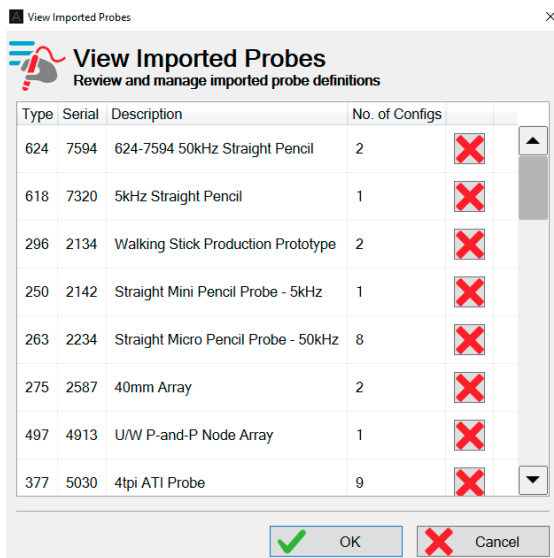 View Imported Probes
View Imported Probes
Review and manage imported probe definitions
Type Serial Description No. of Configs
624 7594 624-7594 50kHz Straight Pencil 2
618 7320 5kHz Straight Pencil 1
296 2134 Walking Stick Production Prototype 2
250 2142 Straight Mini Pencil Probe - 5kHz 1
263 2234 Straight Micro Pencil Probe - 50kHz 8
275 2587 40mm Array 2
497 4913 U/W P-and-P Node Array 1
377 5030 4tpi ATI Probe 9
OK Cancel